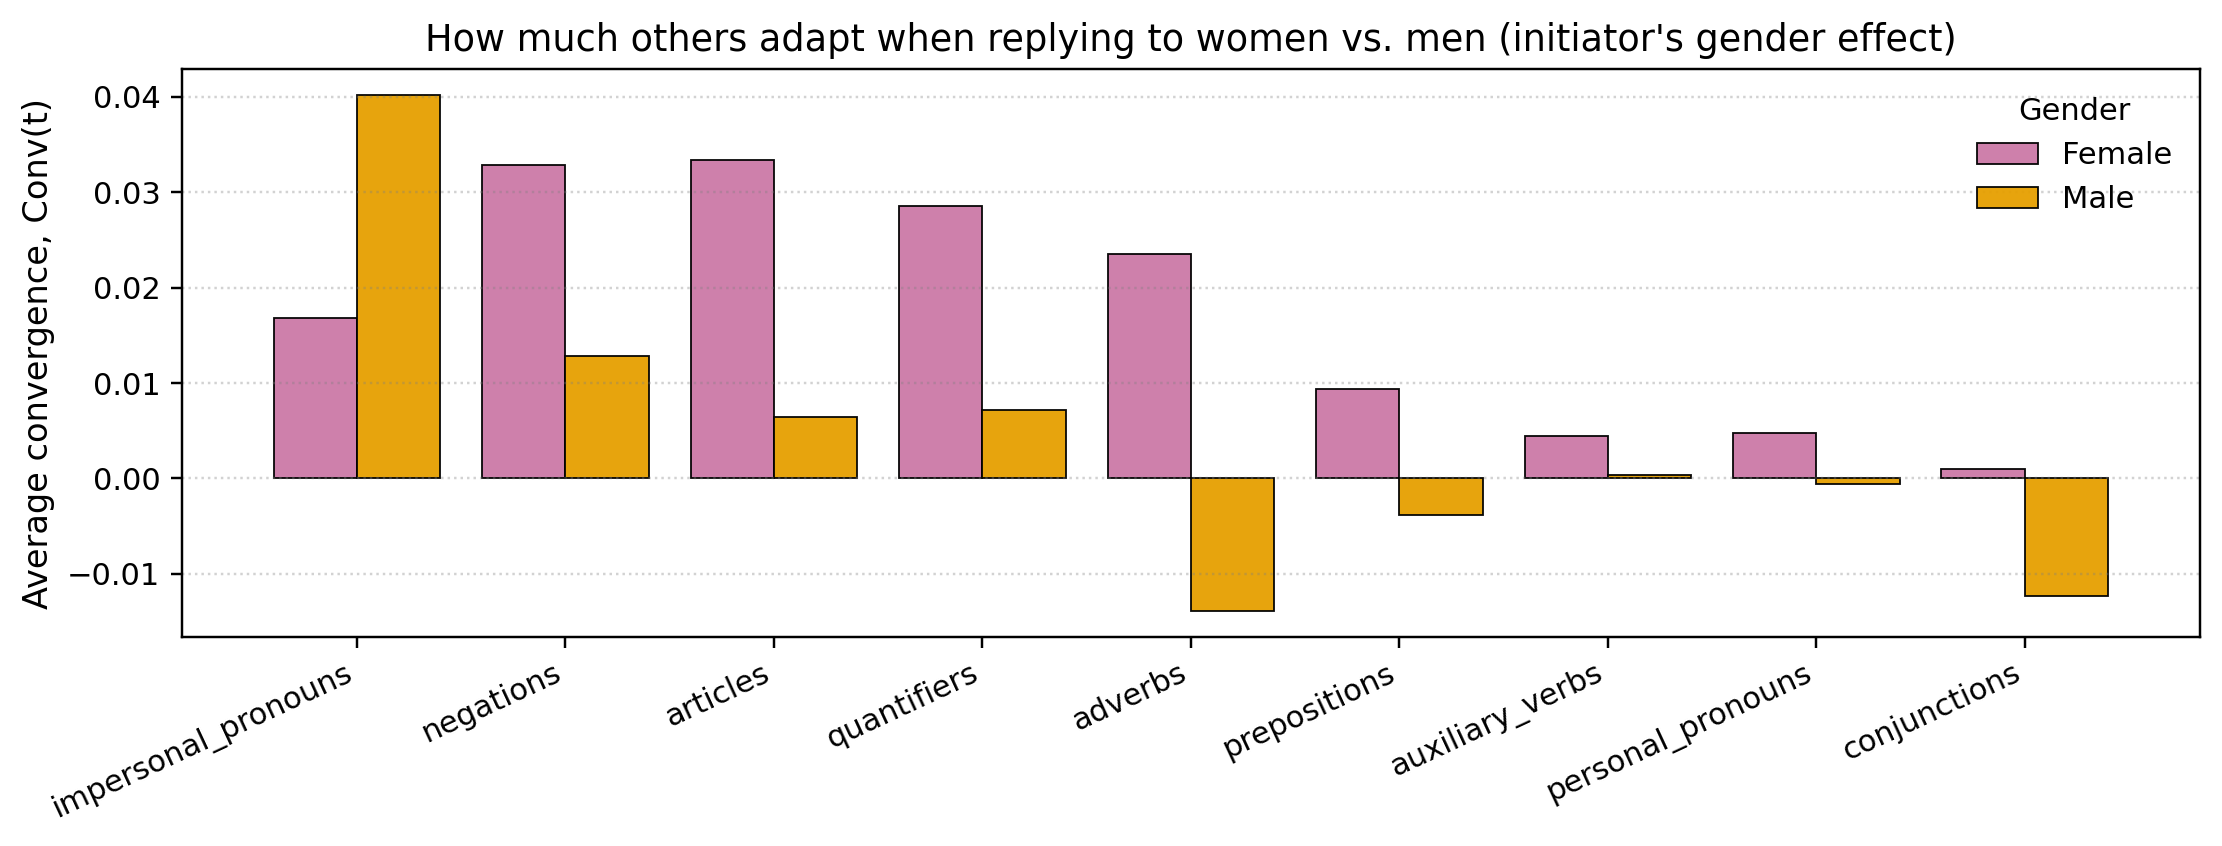 How much others adapt when replying to women vs. men (initiator's gender effect)
Average convergence, Conv(t)
0.04
0.03
0.02
0.01
0.00
−0.01
Gender
Female
Male
impersonal_pronouns
negations
articles
quantifiers
adverbs
prepositions
auxiliary_verbs
personal_pronouns
conjunctions